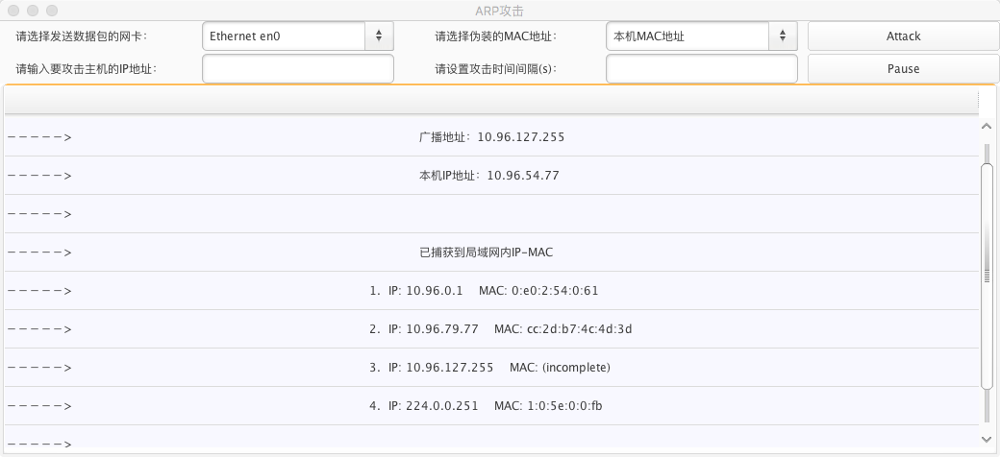 ARP攻击
请选择发送数据包的网卡： Ethernet en0 请选择伪装的MAC地址： 本机MAC地址 Attack
请输入要攻击主机的IP地址： 请设置攻击时间间隔(s)： Pause
-----> 广播地址：10.96.127.255
-----> 本机IP地址：10.96.54.77
----->
-----> 已捕获到局域网内IP-MAC
-----> 1. IP: 10.96.0.1 MAC: 0:e0:2:54:0:61
-----> 2. IP: 10.96.79.77 MAC: cc:2d:b7:4c:4d:3d
-----> 3. IP: 10.96.127.255 MAC: (incomplete)
-----> 4. IP: 224.0.0.251 MAC: 1:0:5e:0:0:fb
----->